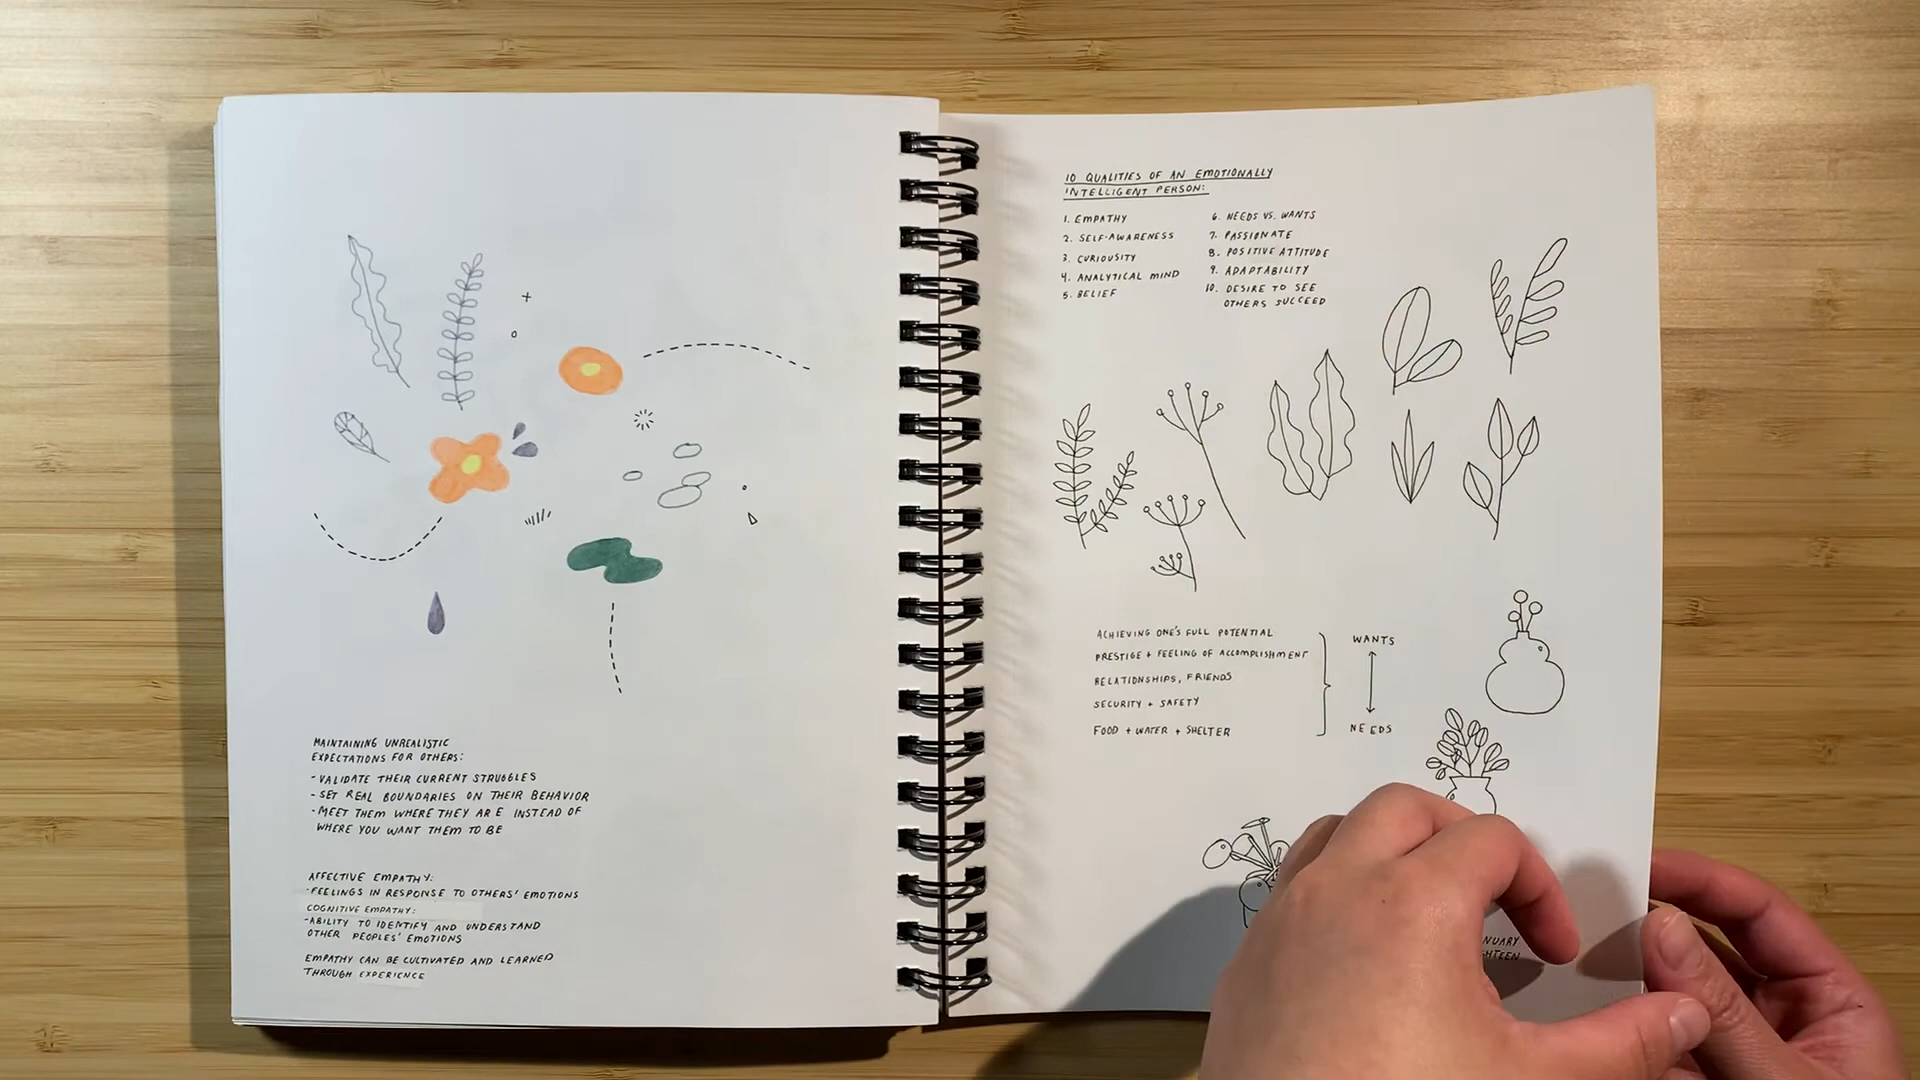 MAINTAINING UNREALISTIC
EXPECTATIONS FOR OTHERS:
- VALIDATE THEIR CURRENT STRUGGLES
- SET REAL BOUNDARIES ON THEIR BEHAVIOR
- MEET THEM WHERE THEY ARE INSTEAD OF
WHERE YOU WANT THEM TO BE
AFFECTIVE EMPATHY:
- FEELINGS IN RESPONSE TO OTHERS' EMOTIONS
COGNITIVE EMPATHY:
- ABILITY TO IDENTIFY AND UNDERSTAND
OTHER PEOPLES' EMOTIONS
EMPATHY CAN BE CULTIVATED AND LEARNED
THROUGH EXPERIENCE
10 QUALITIES OF AN EMOTIONALLY
INTELLIGENT PERSON:
1. EMPATHY
2. SELF-AWARENESS
3. CURIOUSITY
4. ANALYTICAL MIND
5. BELIEF
6. NEEDS VS. WANTS
7. PASSIONATE
8. POSITIVE ATTITUDE
9. ADAPTABILITY
10. DESIRE TO SEE
OTHERS SUCCEED
ACHIEVING ONE'S FULL POTENTIAL
PRESTIGE + FEELING OF ACCOMPLISHMENT
RELATIONSHIPS, FRIENDS
SECURITY + SAFETY
FOOD + WATER + SHELTER
WANTS
NEEDS